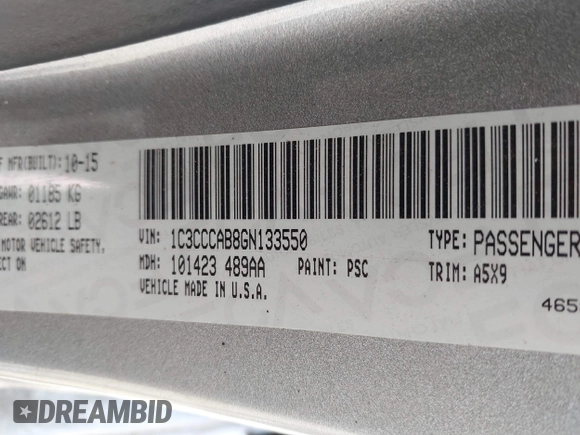 F MFR(BUILT): 10-15
GAWR: 01185 KG
REAR: 02612 LB
MOTOR VEHICLE SAFETY,
ECT ON
VIN: 1C3CCCAB8GN133550
TYPE: PASSENGER
MDH: 101423 489AA PAINT: PSC
TRIM: A5X9
VEHICLE MADE IN U.S.A.
465
DREAMBID